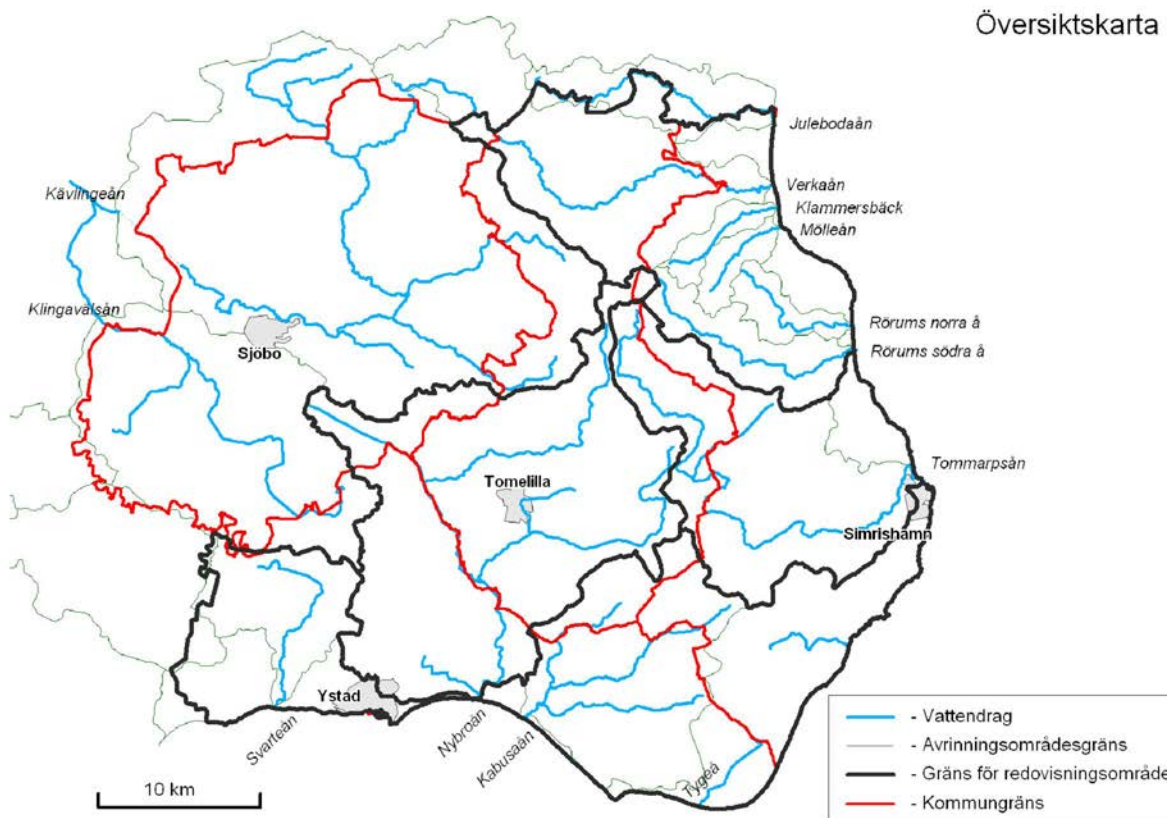 Översiktskarta
Julebodaån
Verkaån
Klammersbäck
Mölleån
Kävlingeån
Klingavälsån
Sjöbo
Rörums norra å
Rörums södra å
Tommarpsån
Tomelilla
Simrishamn
Ystad
Svarteån
Nybroån
Kabusaån
Tygeå
10 km
- Vattendrag
- Avrinningsområdesgräns
- Gräns för redovisningsområde
- Kommungräns